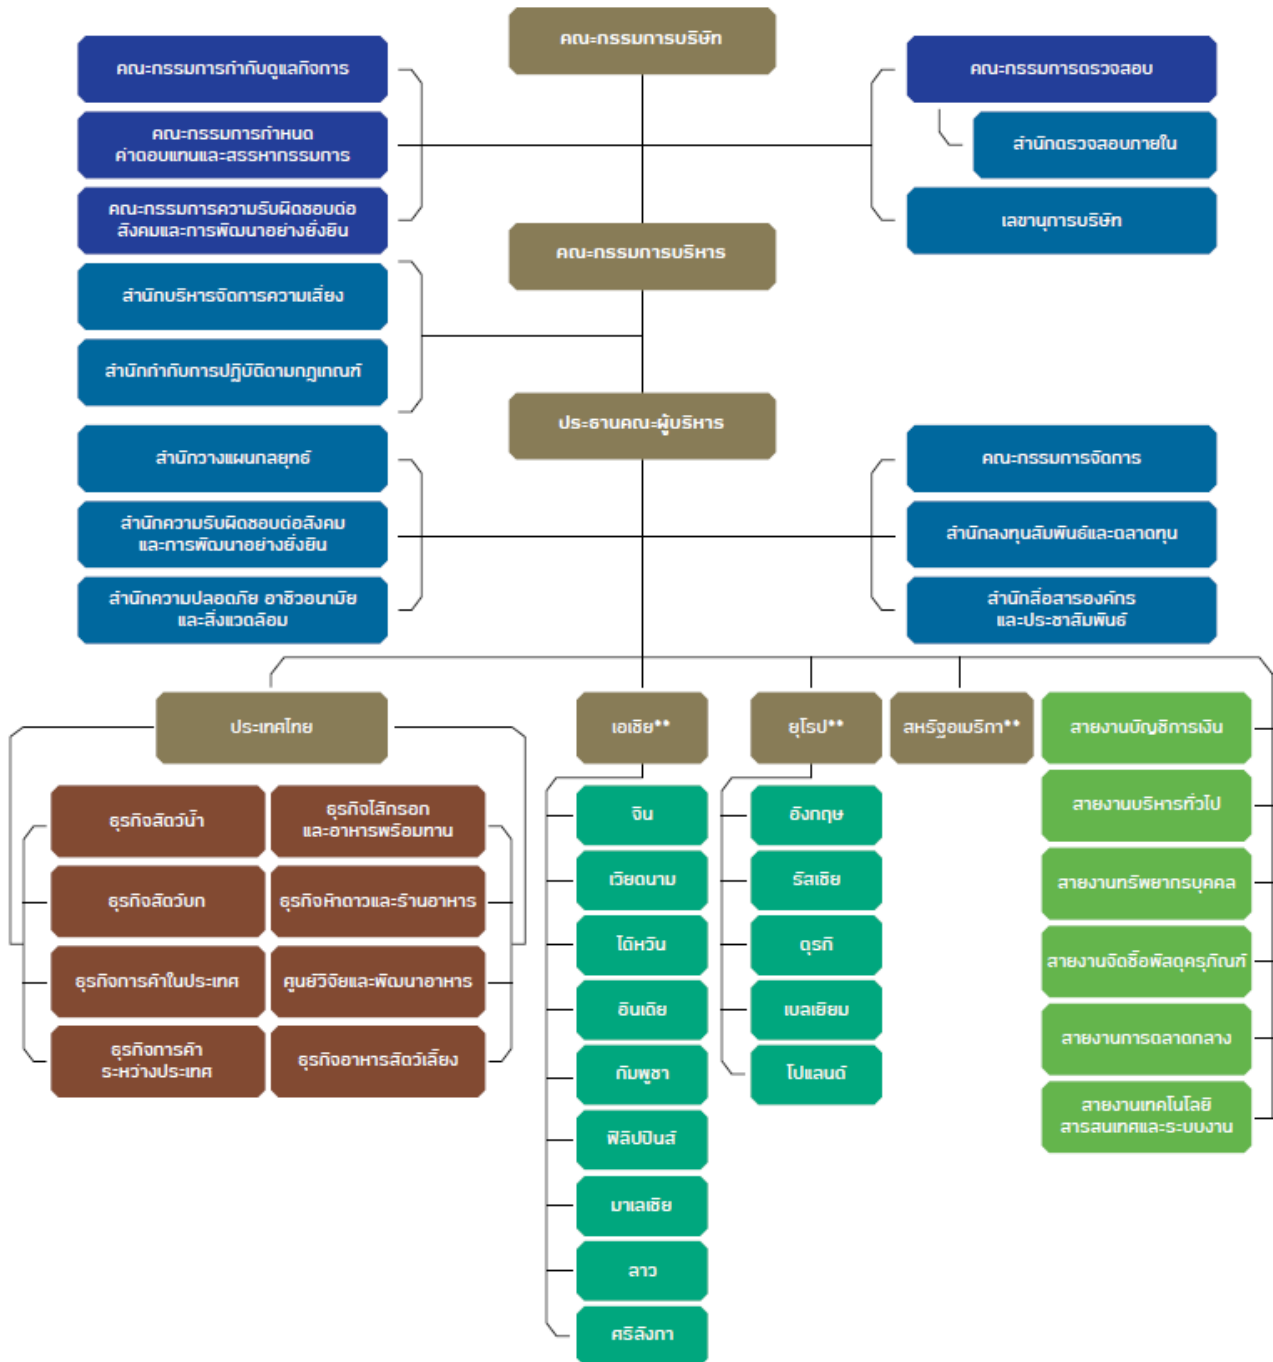 คณะกรรมการบริษัท
คณะกรรมการกำกับดูแลกิจการ
คณะกรรมการกำหนด
ค่าตอบแทนและสรรหากรรมการ
คณะกรรมการความรับผิดชอบต่อ
สังคมและการพัฒนาอย่างยั่งยืน
คณะกรรมการตรวจสอบ
สำนักตรวจสอบภายใน
เลขานุการบริษัท
คณะกรรมการบริหาร
สำนักบริหารจัดการความเสี่ยง
สำนักกำกับการปฏิบัติตามกฎเกณฑ์
ประธานคณะผู้บริหาร
สำนักวางแผนกลยุทธ์
สำนักความรับผิดชอบต่อสังคม
และการพัฒนาอย่างยั่งยืน
สำนักความปลอดภัย อาชีวอนามัย
และสิ่งแวดล้อม
คณะกรรมการจัดการ
สำนักลงทุนสัมพันธ์และตลาดทุน
สำนักสื่อสารองค์กร
และประชาสัมพันธ์
ประเทศไทย
ธุรกิจสัตว์น้ำ
ธุรกิจสัตว์บก
ธุรกิจการค้าในประเทศ
ธุรกิจการค้า
ระหว่างประเทศ
ธุรกิจไส้กรอก
และอาหารพร้อมทาน
ธุรกิจห้าดาวและร้านอาหาร
ศูนย์วิจัยและพัฒนาอาหาร
ธุรกิจอาหารสัตว์เลี้ยง
เอเชีย**
จีน
เวียดนาม
ไต้หวัน
อินเดีย
กัมพูชา
ฟิลิปปินส์
มาเลเซีย
ลาว
ศรีลังกา
ยุโรป**
อังกฤษ
รัสเซีย
ตุรกี
เบลเยียม
โปแลนด์
สหรัฐอเมริกา**
สายงานบัญชีการเงิน
สายงานบริหารทั่วไป
สายงานทรัพยากรบุคคล
สายงานจัดซื้อพัสดุครุภัณฑ์
สายงานการตลาดกลาง
สายงานเทคโนโลยี
สารสนเทศและระบบงาน